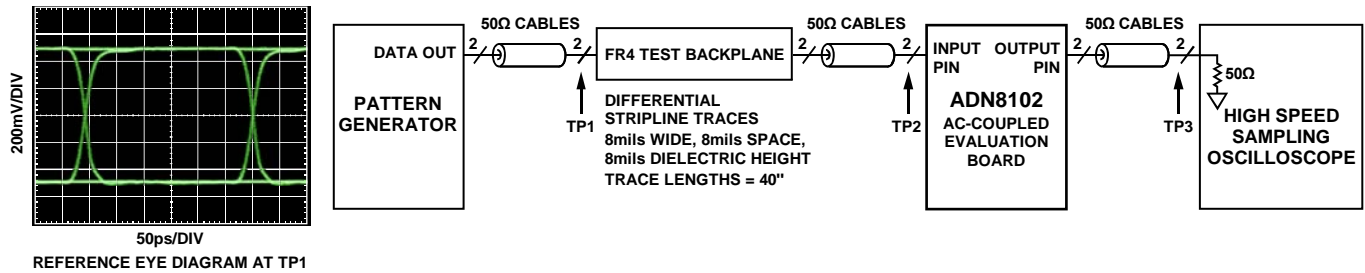 200mV/DIV
50ps/DIV
REFERENCE EYE DIAGRAM AT TP1
DATA OUT
PATTERN
GENERATOR
50Ω CABLES
2
2
TP1
FR4 TEST BACKPLANE
DIFFERENTIAL
STRIPLINE TRACES
8mils WIDE, 8mils SPACE,
8mils DIELECTRIC HEIGHT
TRACE LENGTHS = 40"
50Ω CABLES
2
2
TP2
INPUT
PIN
OUTPUT
PIN
ADN8102
AC-COUPLED
EVALUATION
BOARD
50Ω CABLES
2
2
TP3
50Ω
HIGH SPEED
SAMPLING
OSCILLOSCOPE